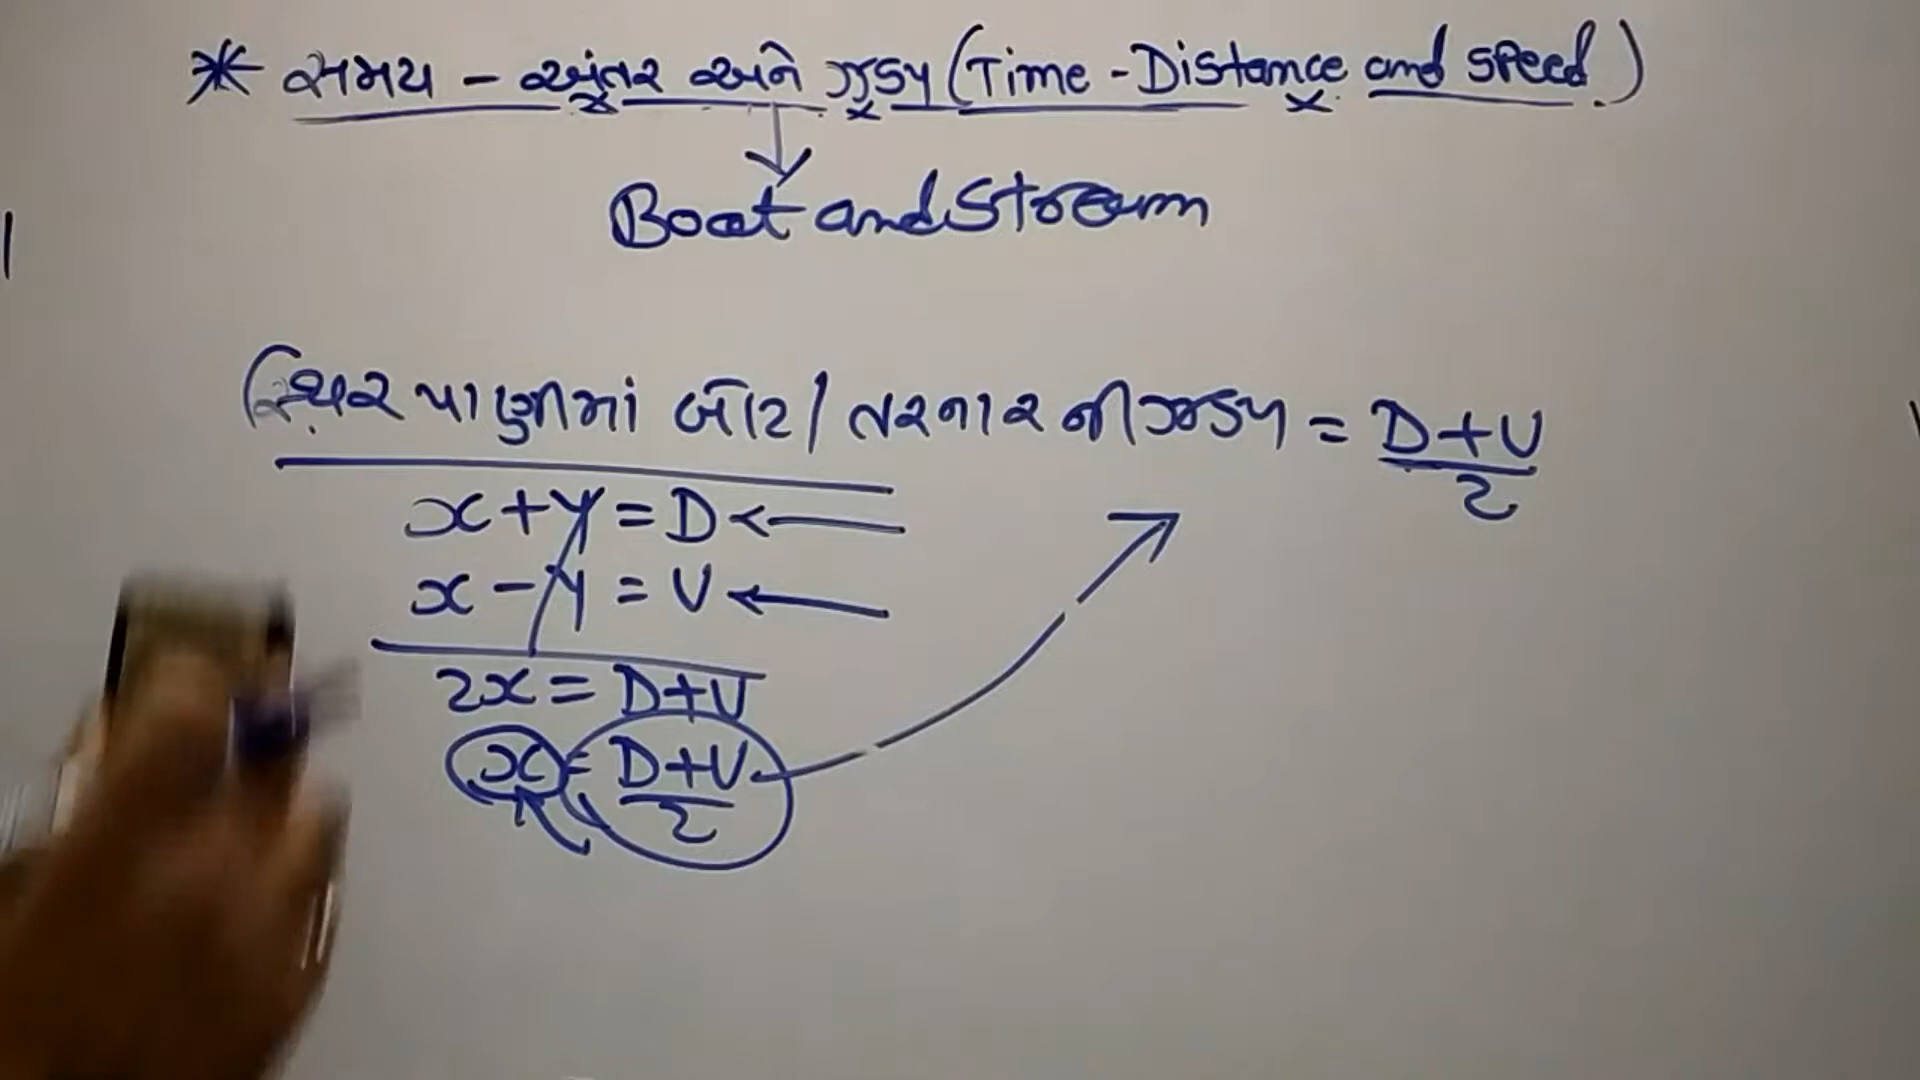 * સમય - અંતર અને ઝડપ (Time - Distance and speed.)
Boat and Stream
સ્થિર પાણીમાં બોટ / તરનાર ની ઝડપ = D+U/2
x + y = D
x - y = U
2x = D+U
x = D+U/2